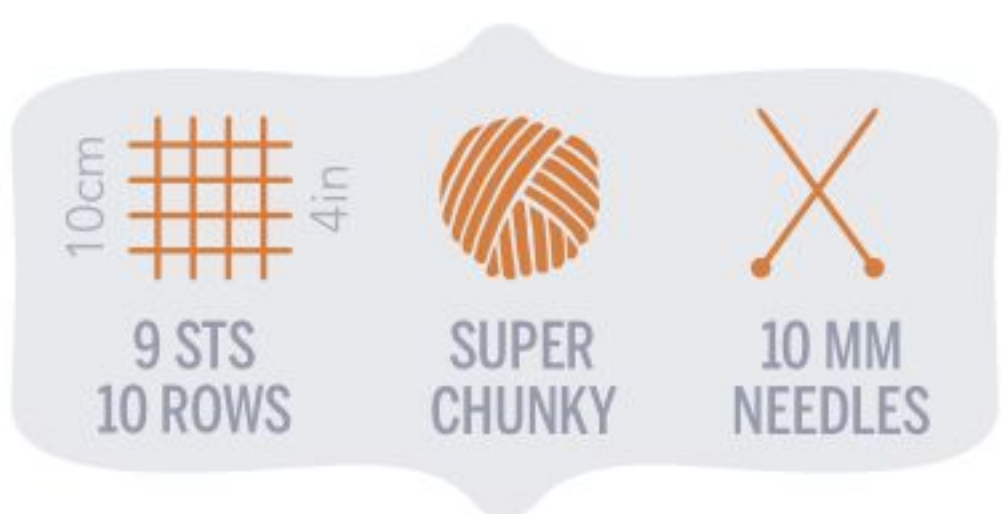 10cm
4in
9 STS
10 ROWS
SUPER
CHUNKY
10 MM
NEEDLES